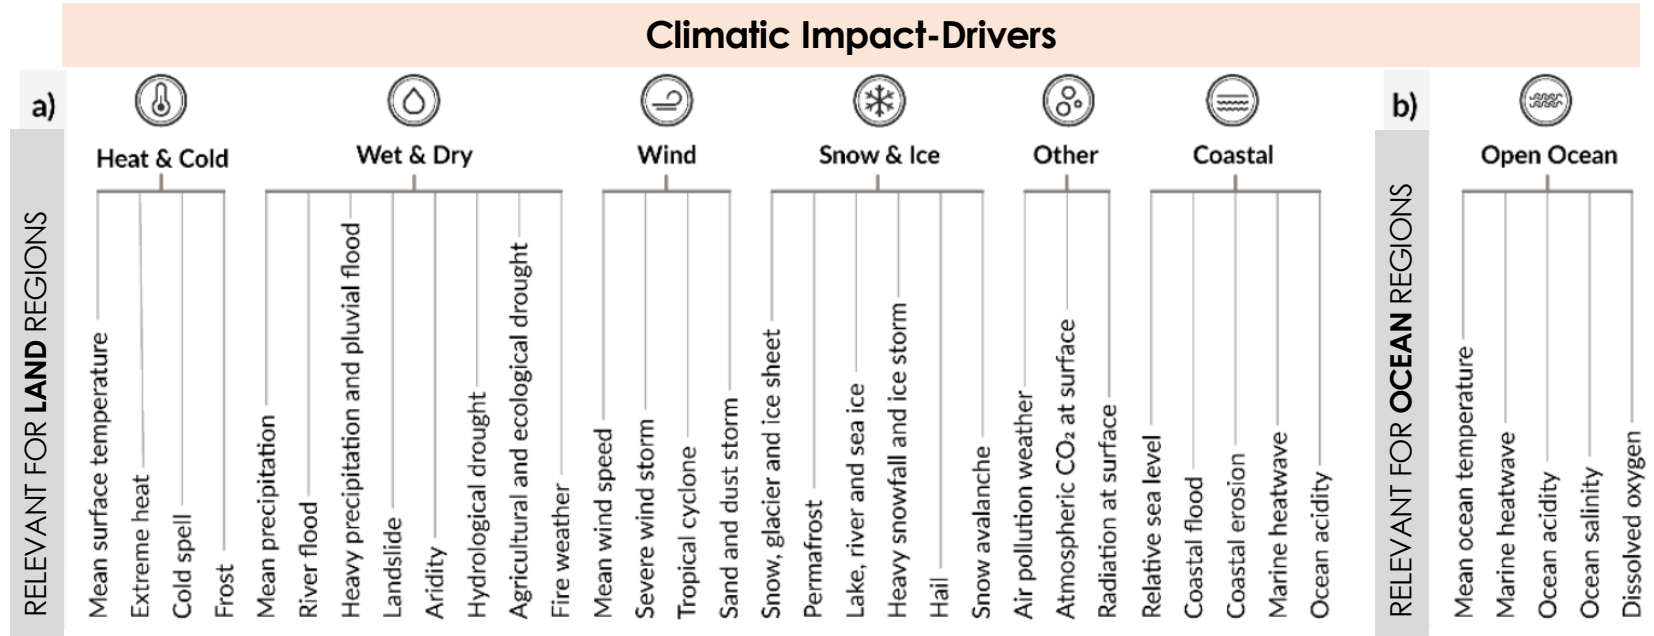 Climatic Impact-Drivers
a)
RELEVANT FOR LAND REGIONS
Heat & Cold
Mean surface temperature
Extreme heat
Cold spell
Frost
Wet & Dry
Mean precipitation
River flood
Heavy precipitation and pluvial flood
Landslide
Aridity
Hydrological drought
Agricultural and ecological drought
Fire weather
Wind
Mean wind speed
Severe wind storm
Tropical cyclone
Sand and dust storm
Snow & Ice
Snow, glacier and ice sheet
Permafrost
Lake, river and sea ice
Heavy snowfall and ice storm
Hail
Snow avalanche
Other
Air pollution weather
Atmospheric CO₂ at surface
Radiation at surface
Coastal
Relative sea level
Coastal flood
Coastal erosion
Marine heatwave
Ocean acidity
b)
RELEVANT FOR OCEAN REGIONS
Open Ocean
Mean ocean temperature
Marine heatwave
Ocean acidity
Ocean salinity
Dissolved oxygen